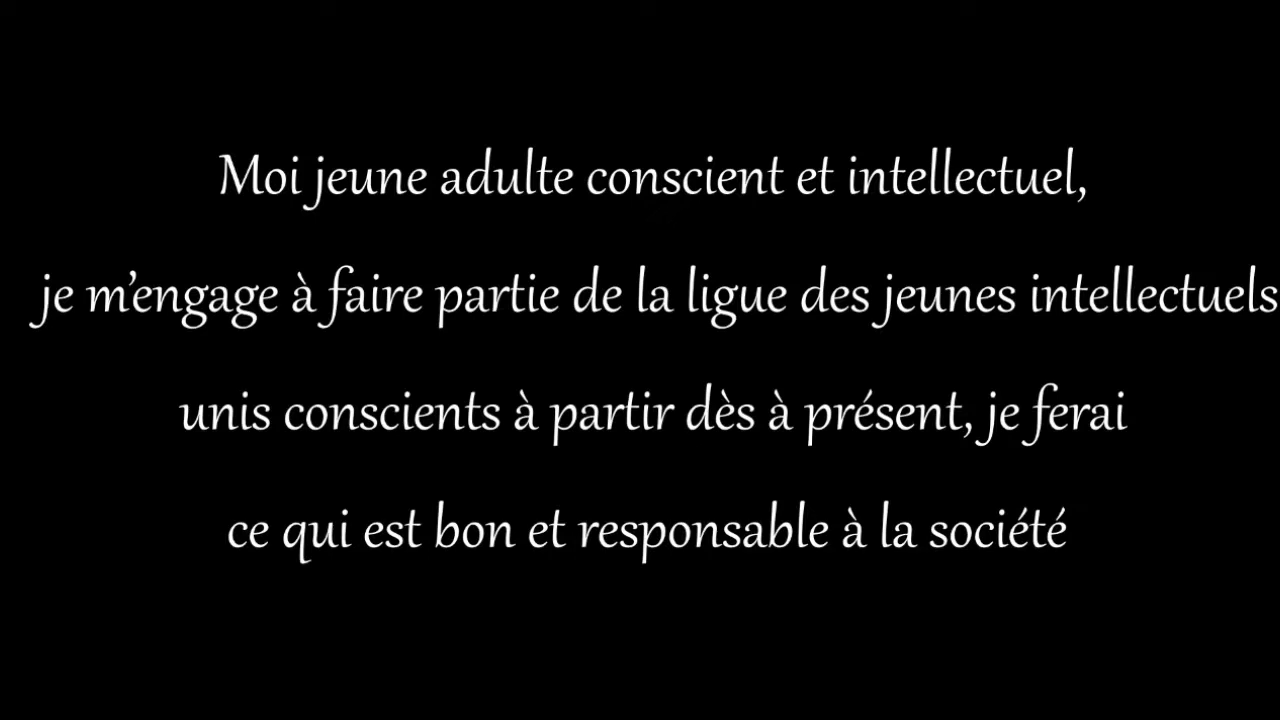 Moi jeune adulte conscient et intellectuel,
je m’engage à faire partie de la ligue des jeunes intellectuels
unis conscients à partir dès à présent, je ferai
ce qui est bon et responsable à la société